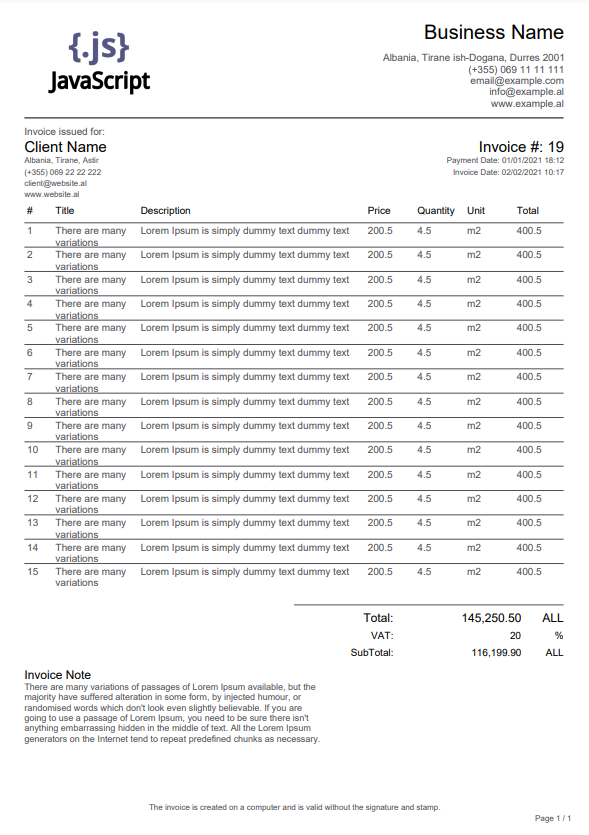 {.js}
JavaScript
Business Name
Albania, Tirane ish-Dogana, Durres 2001
(+355) 069 11 11 111
email@example.com
info@example.al
www.example.al
Invoice issued for:
Client Name
Albania, Tirane, Astir
(+355) 069 22 22 222
client@website.al
www.website.al
Invoice #: 19
Payment Date: 01/01/2021 18:12
Invoice Date: 02/02/2021 10:17
# Title Description Price Quantity Unit Total
1 There are many Lorem Ipsum is simply dummy text dummy text 200.5 4.5 m2 400.5
variations
2 There are many Lorem Ipsum is simply dummy text dummy text 200.5 4.5 m2 400.5
variations
3 There are many Lorem Ipsum is simply dummy text dummy text 200.5 4.5 m2 400.5
variations
4 There are many Lorem Ipsum is simply dummy text dummy text 200.5 4.5 m2 400.5
variations
5 There are many Lorem Ipsum is simply dummy text dummy text 200.5 4.5 m2 400.5
variations
6 There are many Lorem Ipsum is simply dummy text dummy text 200.5 4.5 m2 400.5
variations
7 There are many Lorem Ipsum is simply dummy text dummy text 200.5 4.5 m2 400.5
variations
8 There are many Lorem Ipsum is simply dummy text dummy text 200.5 4.5 m2 400.5
variations
9 There are many Lorem Ipsum is simply dummy text dummy text 200.5 4.5 m2 400.5
variations
10 There are many Lorem Ipsum is simply dummy text dummy text 200.5 4.5 m2 400.5
variations
11 There are many Lorem Ipsum is simply dummy text dummy text 200.5 4.5 m2 400.5
variations
12 There are many Lorem Ipsum is simply dummy text dummy text 200.5 4.5 m2 400.5
variations
13 There are many Lorem Ipsum is simply dummy text dummy text 200.5 4.5 m2 400.5
variations
14 There are many Lorem Ipsum is simply dummy text dummy text 200.5 4.5 m2 400.5
variations
15 There are many Lorem Ipsum is simply dummy text dummy text 200.5 4.5 m2 400.5
variations
Total: 145,250.50 ALL
VAT: 20 %
SubTotal: 116,199.90 ALL
Invoice Note
There are many variations of passages of Lorem Ipsum available, but the
majority have suffered alteration in some form, by injected humour, or
randomised words which don't look even slightly believable. If you are
going to use a passage of Lorem Ipsum, you need to be sure there isn't
anything embarrassing hidden in the middle of text. All the Lorem Ipsum
generators on the Internet tend to repeat predefined chunks as necessary.
The invoice is created on a computer and is valid without the signature and stamp.
Page 1 / 1